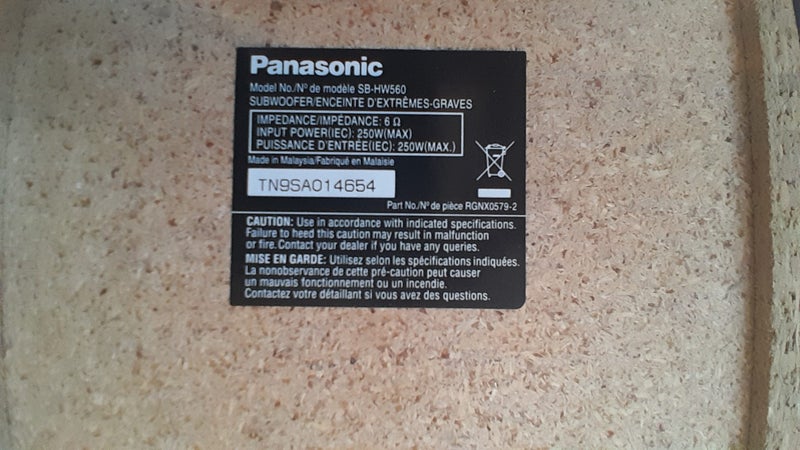 Panasonic
Model No./Nº de modèle SB-HW560
SUBWOOFER/ENCEINTE D'EXTRÊMES-GRAVES
IMPEDANCE/IMPÉDANCE: 6 Ω
INPUT POWER(IEC): 250W(MAX)
PUISSANCE D'ENTRÉE(IEC): 250W(MAX.)
Made in Malaysia/Fabriqué en Malaisie
TN9SA014654
Part No./Nº de pièce RGNX0579-2
CAUTION: Use in accordance with indicated specifications.
Failure to heed this caution may result in malfunction
or fire. Contact your dealer if you have any queries.
MISE EN GARDE: Utilisez selon les spécifications indiquées.
La nonobservance de cette pré-caution peut causer
un mauvais fonctionnement ou un incendie.
Contactez votre détaillant si vous avez des questions.